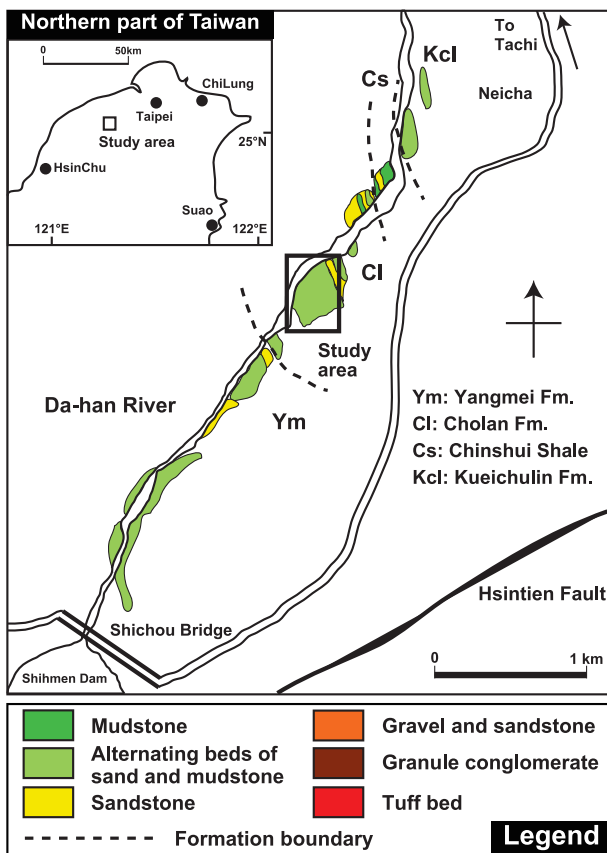 Northern part of Taiwan
0
50km
ChiLung
Taipei
Study area
25°N
HsinChu
Suao
121°E
122°E
To
Tachi
Kcl
Cs
Neicha
Cl
Study
area
Da-han River
Ym
Ym: Yangmei Fm.
Cl: Cholan Fm.
Cs: Chinshui Shale
Kcl: Kueichulin Fm.
Hsintien Fault
Shichou Bridge
Shihmen Dam
0
1 km
Mudstone
Alternating beds of
sand and mudstone
Sandstone
Gravel and sandstone
Granule conglomerate
Tuff bed
Formation boundary
Legend